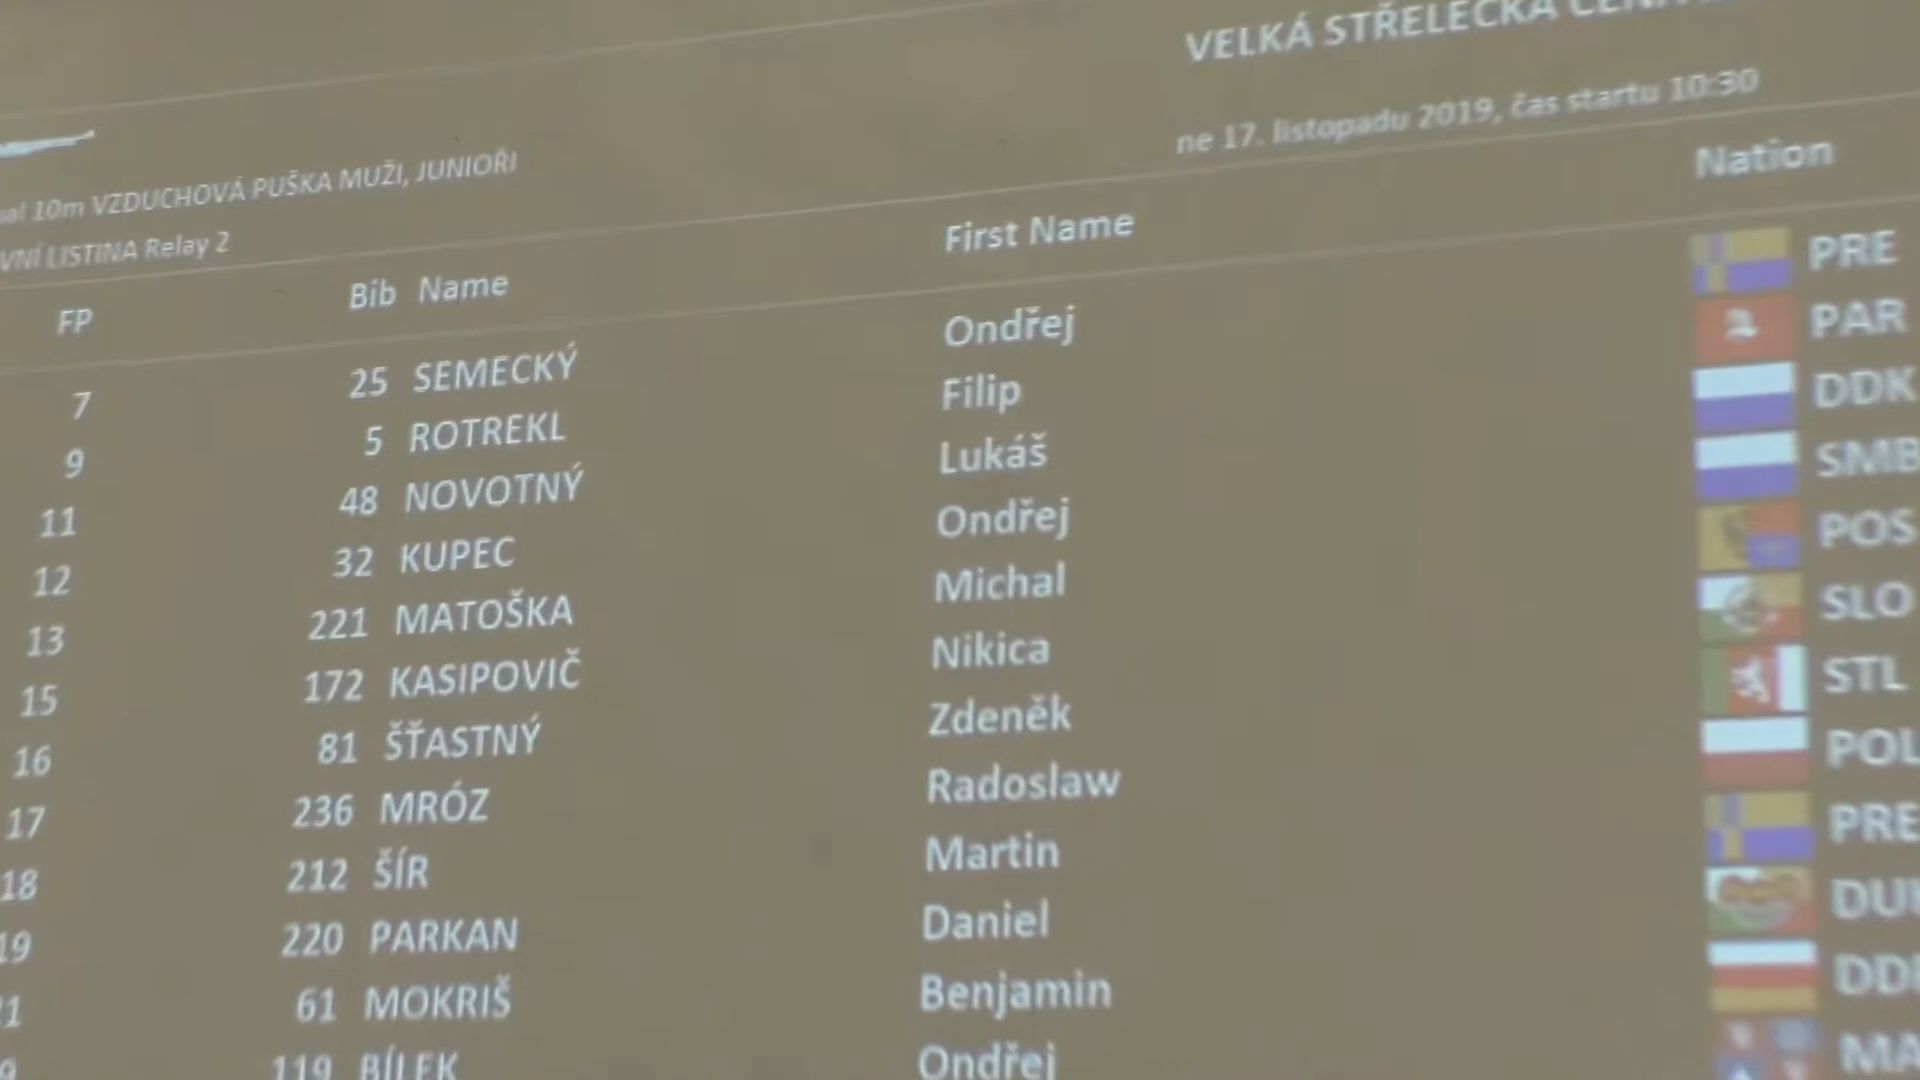 VELKÁ STŘELECKÁ
ne 17. listopadu 2019, čas startu 10:30
10m VZDUCHOVÁ PUŠKA MUŽI, JUNIOŘI
LISTINA Relay 2
FP Bib Name First Name Nation
7 25 SEMECKÝ Ondřej PRE
9 5 ROTREKL Filip PAR
11 48 NOVOTNÝ Lukáš DDK
12 32 KUPEC Ondřej SMB
13 221 MATOŠKA Michal POS
15 172 KASIPOVIČ Nikica SLO
16 81 ŠŤASTNÝ Zdeněk STL
17 236 MRÓZ Radoslaw POL
18 212 ŠÍR Martin PRE
19 220 PARKAN Daniel
61 MOKRIŠ Benjamin
119 BÍLEK Ondřej